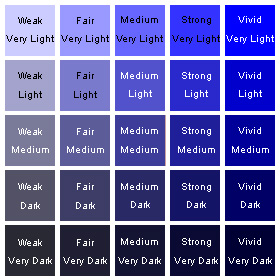 Weak Fair Medium Strong Vivid
Very Light Very Light Very Light Very Light Very Light
Weak Fair Medium Strong Vivid
Light Light Light Light Light
Weak Fair Medium Strong Vivid
Medium Medium Medium Medium Medium
Weak Fair Medium Strong Vivid
Dark Dark Dark Dark Dark
Weak Fair Medium Strong Vivid
Very Dark Very Dark Very Dark Very Dark Very Dark